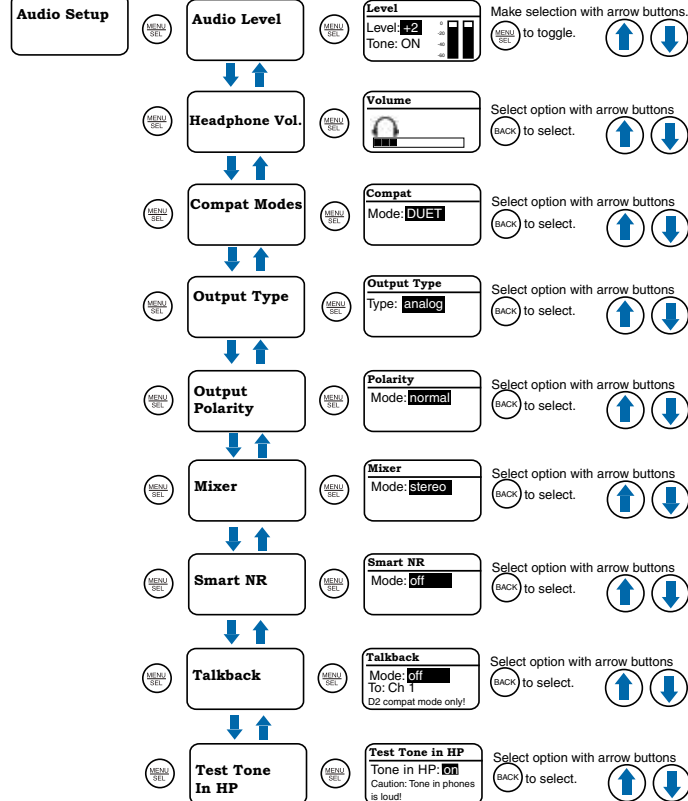 Audio Setup
MENU
SEL
Audio Level
MENU
SEL
Level
Level: +2
Tone: ON
0
-20
-40
-60
Make selection with arrow buttons.
MENU
SEL
to toggle.
MENU
SEL
Headphone Vol.
MENU
SEL
Volume
Select option with arrow buttons
BACK to select.
MENU
SEL
Compat Modes
MENU
SEL
Compat
Mode: DUET
Select option with arrow buttons
BACK to select.
MENU
SEL
Output Type
MENU
SEL
Output Type
Type: analog
Select option with arrow buttons
BACK to select.
MENU
SEL
Output
Polarity
MENU
SEL
Polarity
Mode: normal
Select option with arrow buttons
BACK to select.
MENU
SEL
Mixer
MENU
SEL
Mixer
Mode: stereo
Select option with arrow buttons
BACK to select.
MENU
SEL
Smart NR
MENU
SEL
Smart NR
Mode: off
Select option with arrow buttons
BACK to select.
MENU
SEL
Talkback
MENU
SEL
Talkback
Mode: off
To: Ch 1
D2 compat mode only!
Select option with arrow buttons
BACK to select.
MENU
SEL
Test Tone
In HP
MENU
SEL
Test Tone in HP
Tone in HP: on
Caution: Tone in phones
is loud!
Select option with arrow buttons
BACK to select.